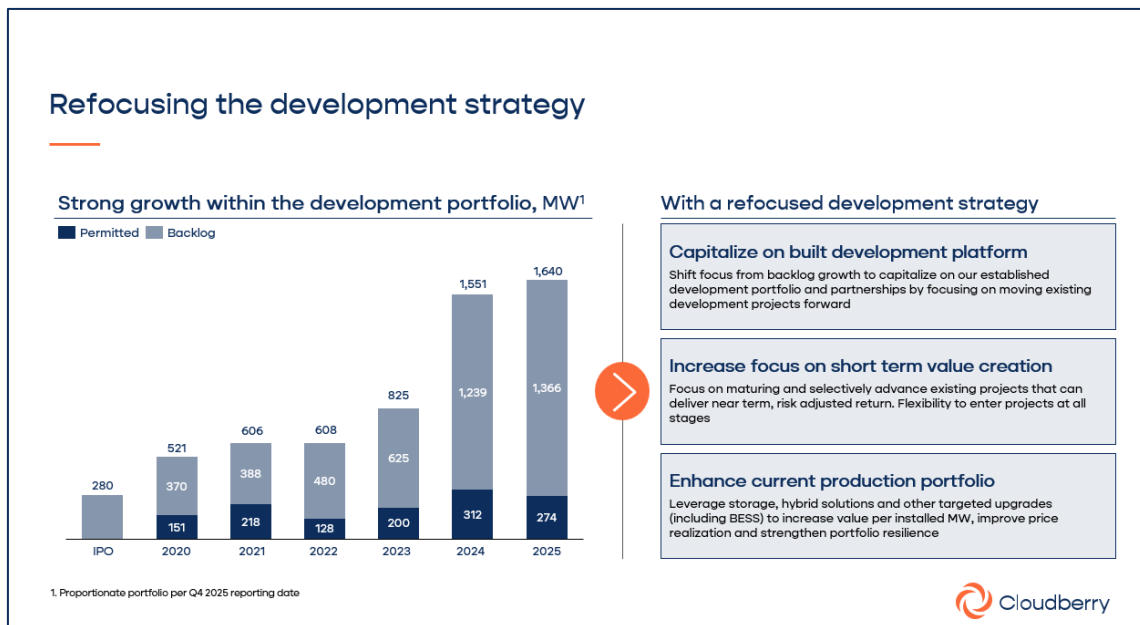 Refocusing the development strategy
Strong growth within the development portfolio, MW¹
Permitted
Backlog
280
521
370
151
606
388
218
608
480
128
825
625
200
1,551
1,239
312
1,640
1,366
274
IPO
2020
2021
2022
2023
2024
2025
With a refocused development strategy
Capitalize on built development platform
Shift focus from backlog growth to capitalize on our established
development portfolio and partnerships by focusing on moving existing
development projects forward
Increase focus on short term value creation
Focus on maturing and selectively advance existing projects that can
deliver near term, risk adjusted return. Flexibility to enter projects at all
stages
Enhance current production portfolio
Leverage storage, hybrid solutions and other targeted upgrades
(including BESS) to increase value per installed MW, improve price
realization and strengthen portfolio resilience
1. Proportionate portfolio per Q4 2025 reporting date
Cloudberry